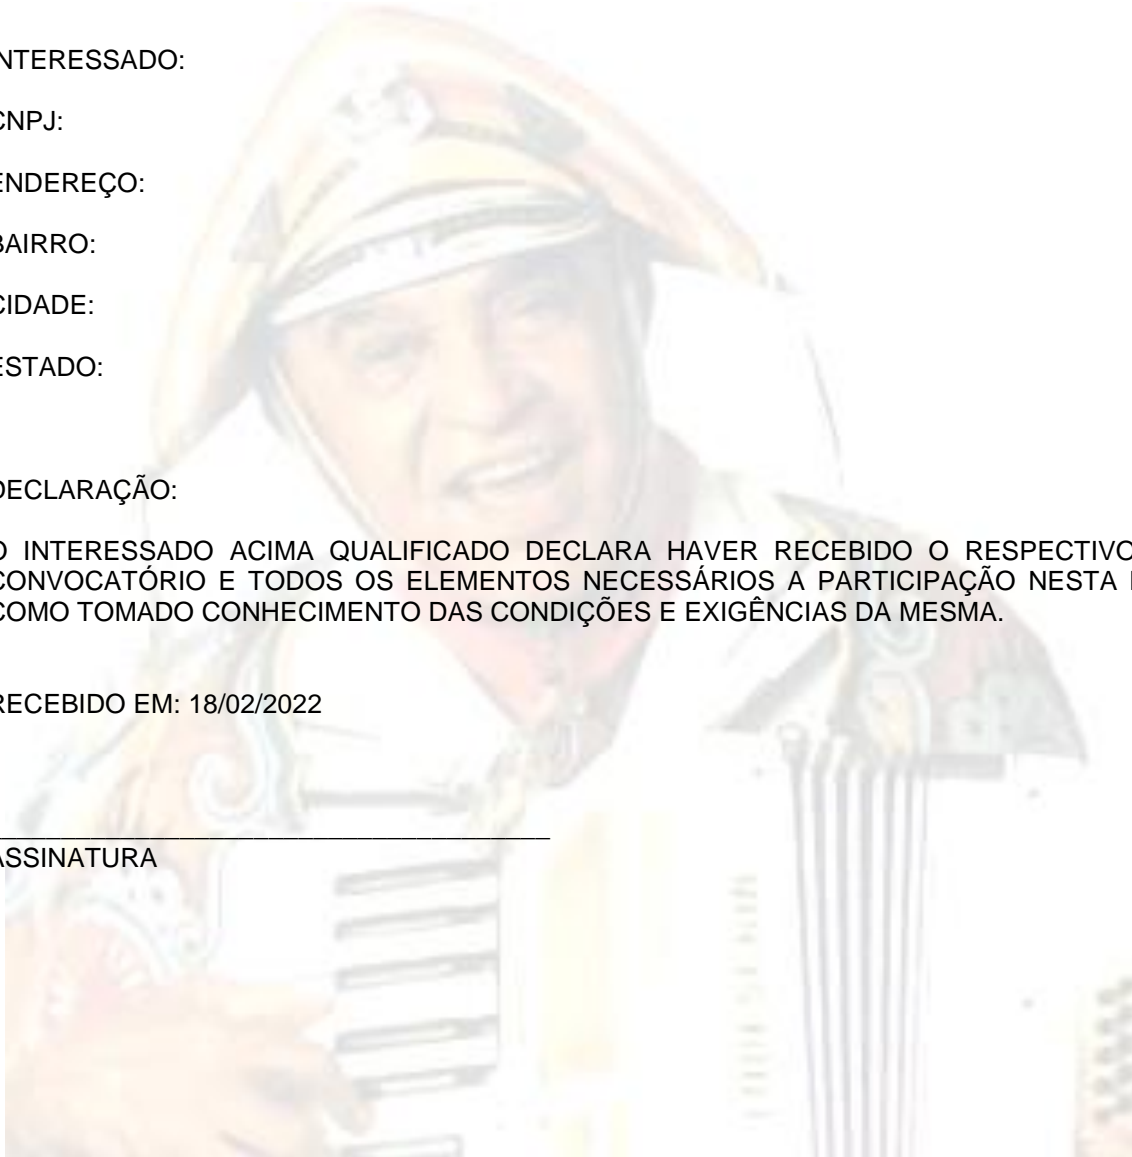 NTERESSADO:
CNPJ:
ENDEREÇO:
BAIRRO:
CIDADE:
ESTADO:
DECLARAÇÃO:
O INTERESSADO ACIMA QUALIFICADO DECLARA HAVER RECEBIDO O RESPECTIVO
CONVOCATÓRIO E TODOS OS ELEMENTOS NECESSÁRIOS A PARTICIPAÇÃO NESTA
COMO TOMADO CONHECIMENTO DAS CONDIÇÕES E EXIGÊNCIAS DA MESMA.
RECEBIDO EM: 18/02/2022
ASSINATURA